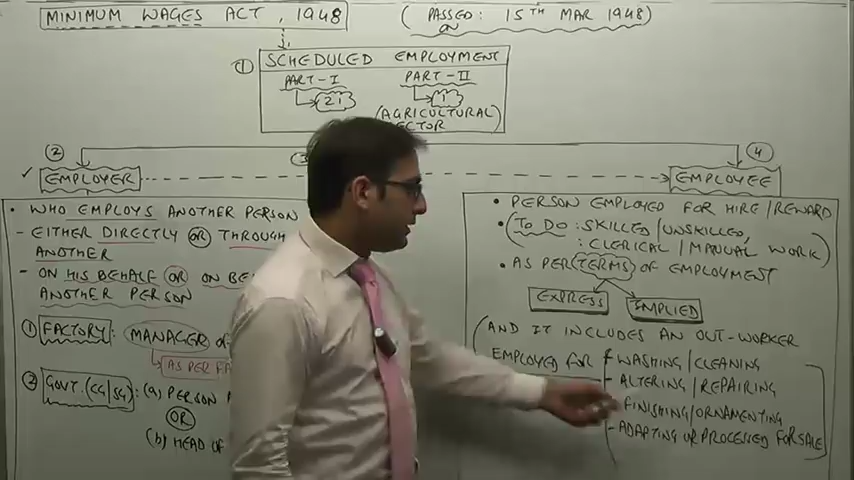 MINIMUM WAGES ACT, 1948
(PASSED: 15TH MAR 1948)
ON
① SCHEDULED EMPLOYMENT
PART-I PART-II
21 1
(AGRICULTURAL)
SECTOR
② ③ ④
✓ EMPLOYER
• WHO EMPLOYS ANOTHER PERSON
- EITHER DIRECTLY OR THROUGH
ANOTHER
- ON HIS BEHALF OR ON
ANOTHER PERSON
① FACTORY: MANAGER
AS PER
② GOVT. (CG/SG): (a) PERSON
OR
(b) HEAD OF
EMPLOYEE
• PERSON EMPLOYED FOR HIRE/REWARD
• (TO DO: SKILLED/UNSKILLED,
: CLERICAL/MANUAL WORK)
• AS PER TERMS OF EMPLOYMENT
EXPRESS IMPLIED
(AND IT INCLUDES AN OUT-WORKER
EMPLOYED FOR - WASHING/CLEANING
- ALTERING/REPAIRING
- FINISHING/ORNAMENTING
- ADAPTING OR PROCESSED FOR SALE)